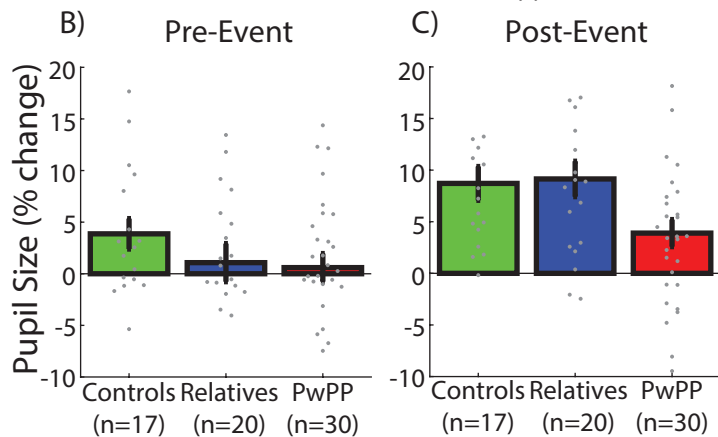 B) Pre-Event
C) Post-Event
Pupil Size (% change)
20
15
10
5
0
-5
-10
Controls Relatives PwPP
(n=17) (n=20) (n=30)
20
15
10
5
0
-5
-10
Controls Relatives PwPP
(n=17) (n=20) (n=30)